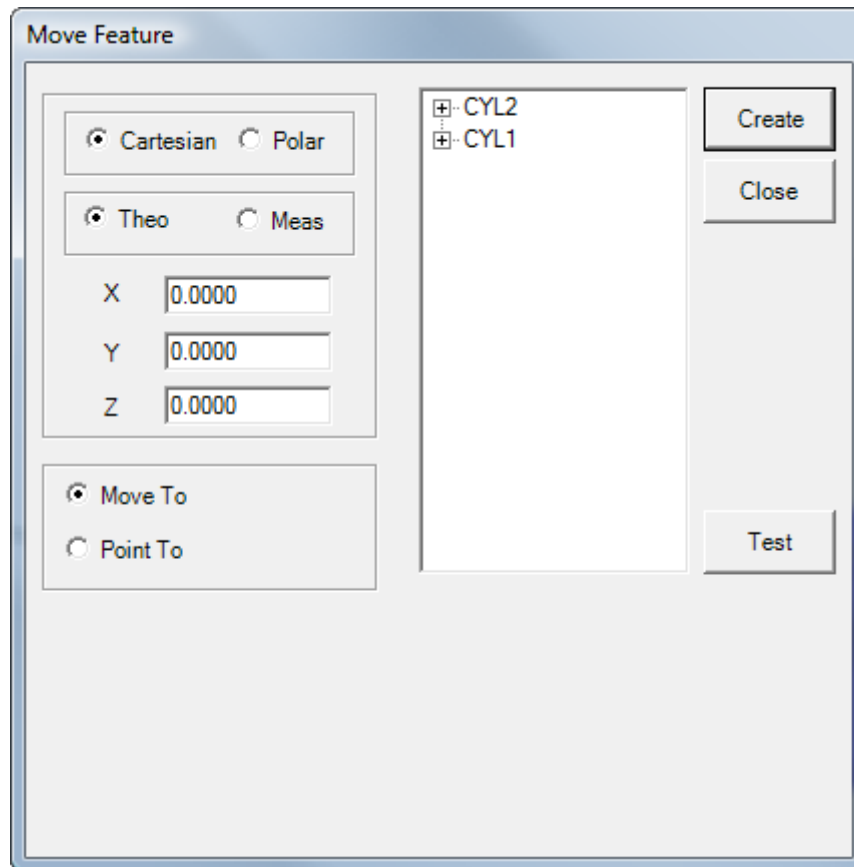 Move Feature
Cartesian Polar
Theo Meas
X 0.0000
Y 0.0000
Z 0.0000
Move To
Point To
CYL2
CYL1
Create
Close
Test